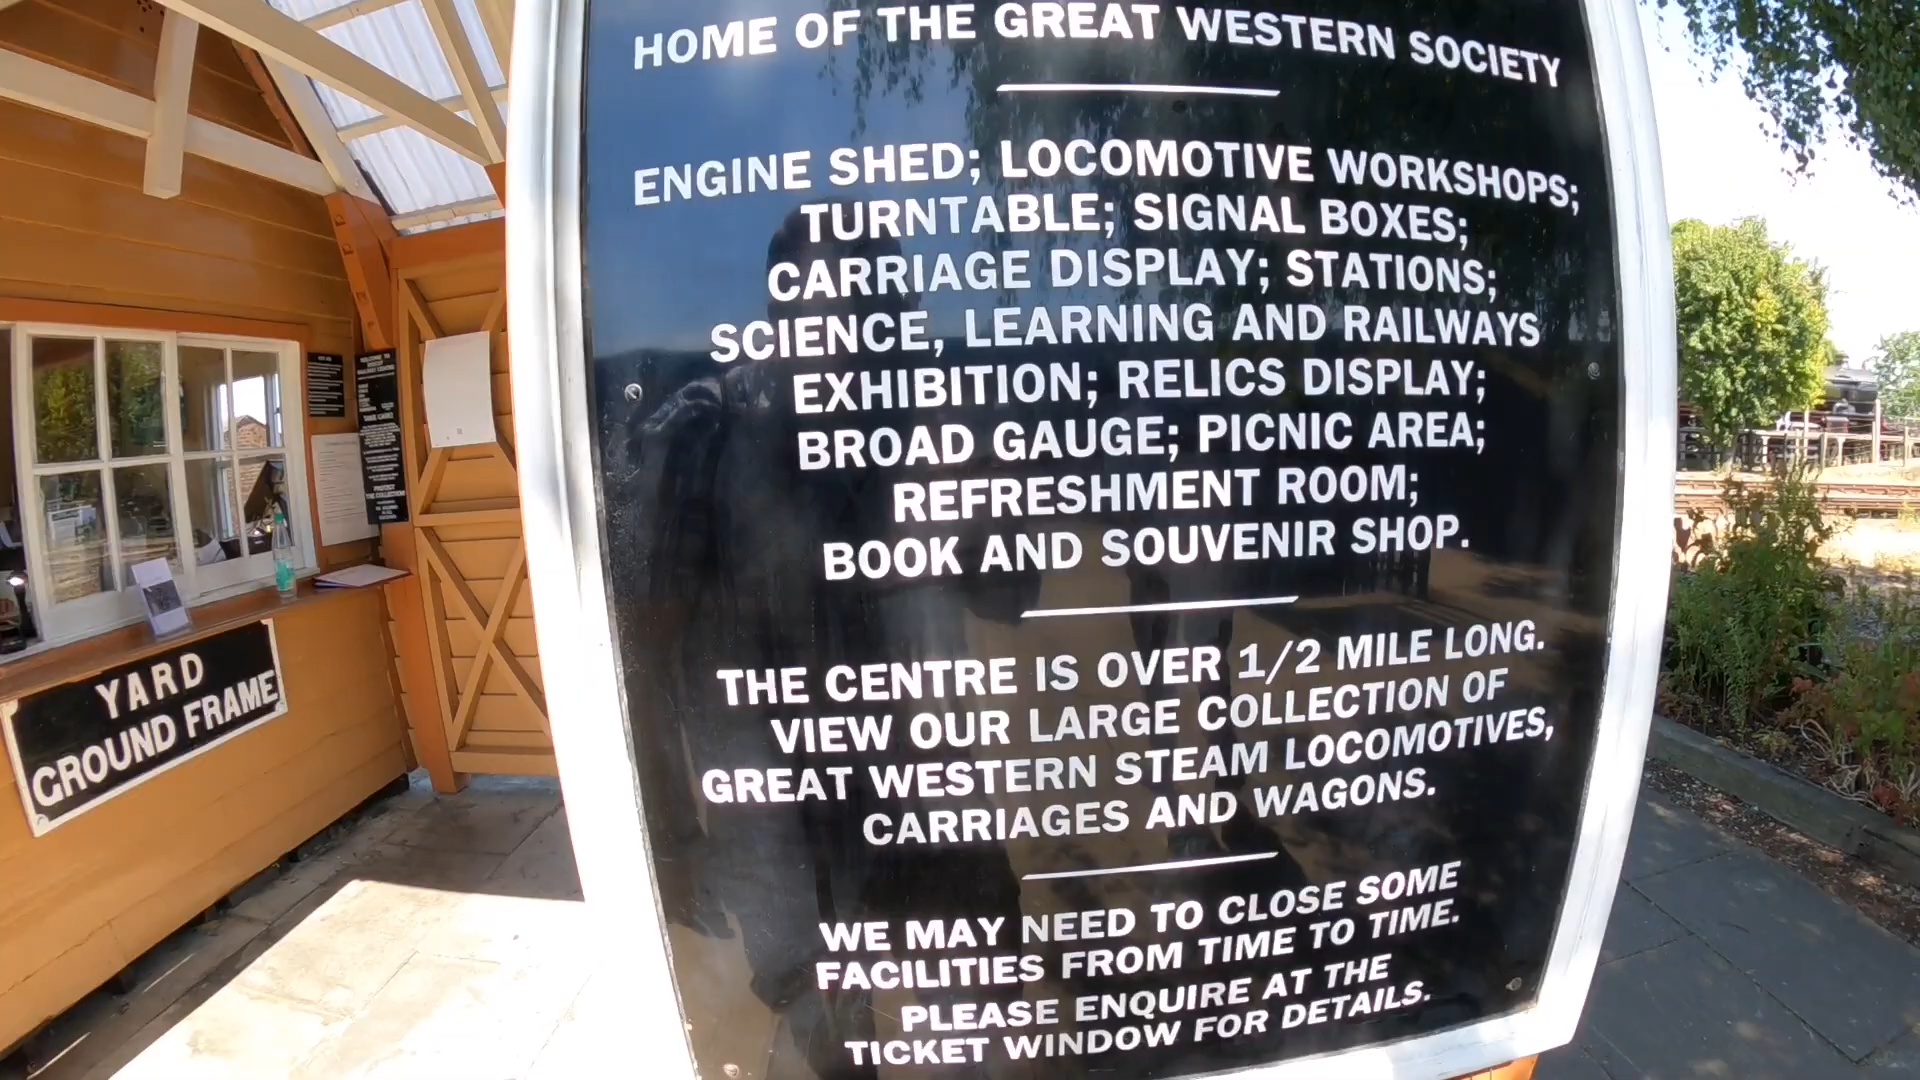 HOME OF THE GREAT WESTERN SOCIETY
ENGINE SHED; LOCOMOTIVE WORKSHOPS;
TURNTABLE; SIGNAL BOXES;
CARRIAGE DISPLAY; STATIONS;
SCIENCE, LEARNING AND RAILWAYS
EXHIBITION; RELICS DISPLAY;
BROAD GAUGE; PICNIC AREA;
REFRESHMENT ROOM;
BOOK AND SOUVENIR SHOP.
THE CENTRE IS OVER 1/2 MILE LONG.
VIEW OUR LARGE COLLECTION OF
GREAT WESTERN STEAM LOCOMOTIVES,
CARRIAGES AND WAGONS.
WE MAY NEED TO CLOSE SOME
FACILITIES FROM TIME TO TIME.
PLEASE ENQUIRE AT THE
TICKET WINDOW FOR DETAILS.
YARD
GROUND FRAME